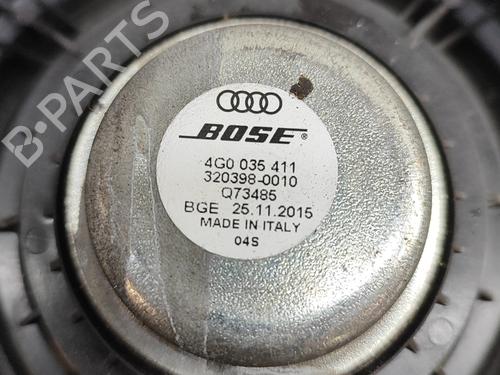 B-PARTS
BOSE®
4G0 035 411
320398-0010
Q73485
BGE 25.11.2015
MADE IN ITALY
04S